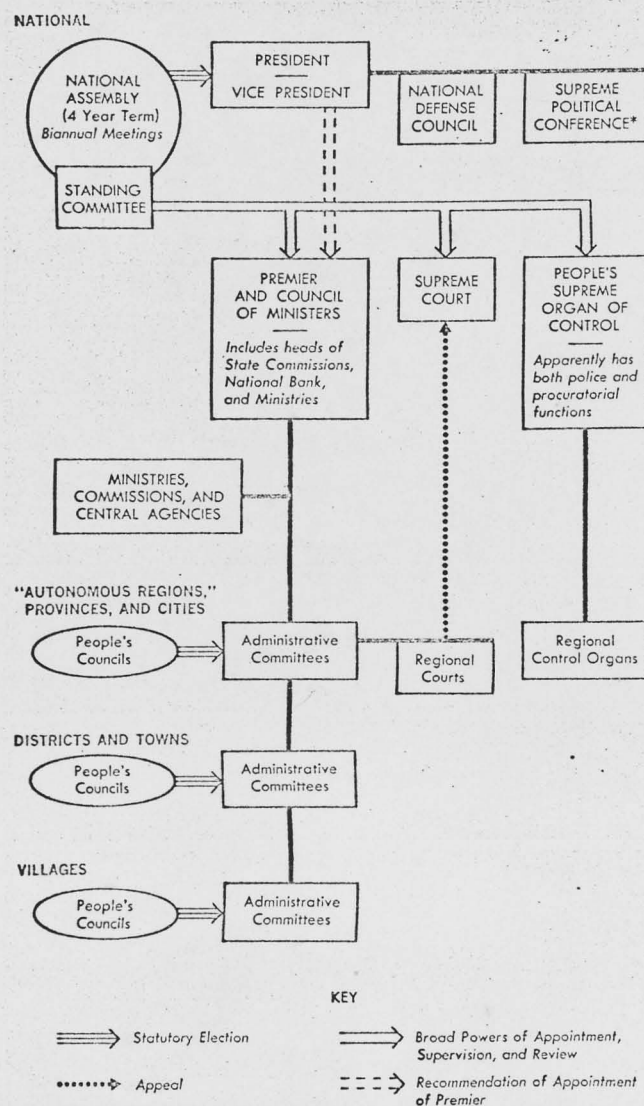 NATIONAL
NATIONAL
ASSEMBLY
(4 Year Term)
Biannual Meetings
PRESIDENT
VICE PRESIDENT
NATIONAL
DEFENSE
COUNCIL
SUPREME
POLITICAL
CONFERENCE*
STANDING
COMMITTEE
PREMIER
AND COUNCIL
OF MINISTERS
Includes heads of
State Commissions,
National Bank,
and Ministries
SUPREME
COURT
PEOPLE'S
SUPREME
ORGAN OF
CONTROL
Apparently has
both police and
procuratorial
functions
MINISTRIES,
COMMISSIONS, AND
CENTRAL AGENCIES
"AUTONOMOUS REGIONS,"
PROVINCES, AND CITIES
People's
Councils
Administrative
Committees
Regional
Courts
Regional
Control Organs
DISTRICTS AND TOWNS
People's
Councils
Administrative
Committees
VILLAGES
People's
Councils
Administrative
Committees
KEY
Statutory Election
Broad Powers of Appointment,
Supervision, and Review
Appeal
Recommendation of Appointment
of Premier